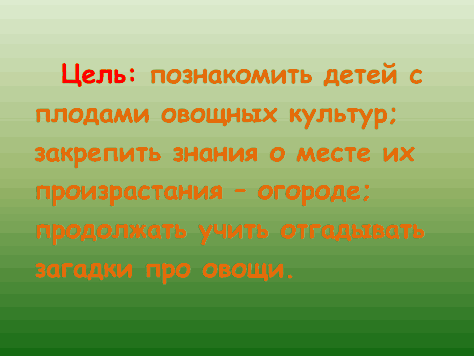 Цель: познакомить детей с
плодами овощных культур;
закрепить знания о месте их
произрастания – огороде;
продолжать учить отгадывать
загадки про овощи.